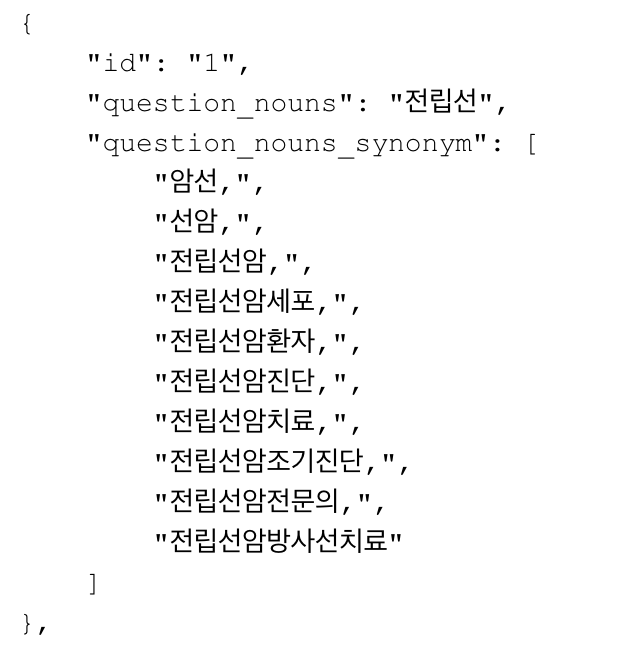 {
"id": "1",
"question_nouns": "전립선",
"question_nouns_synonym": [
"암선,",
"선암,",
"전립선암,",
"전립선암세포,",
"전립선암환자,",
"전립선암진단,",
"전립선암치료,",
"전립선암조기진단,",
"전립선암전문의,",
"전립선암방사선치료"
]
},